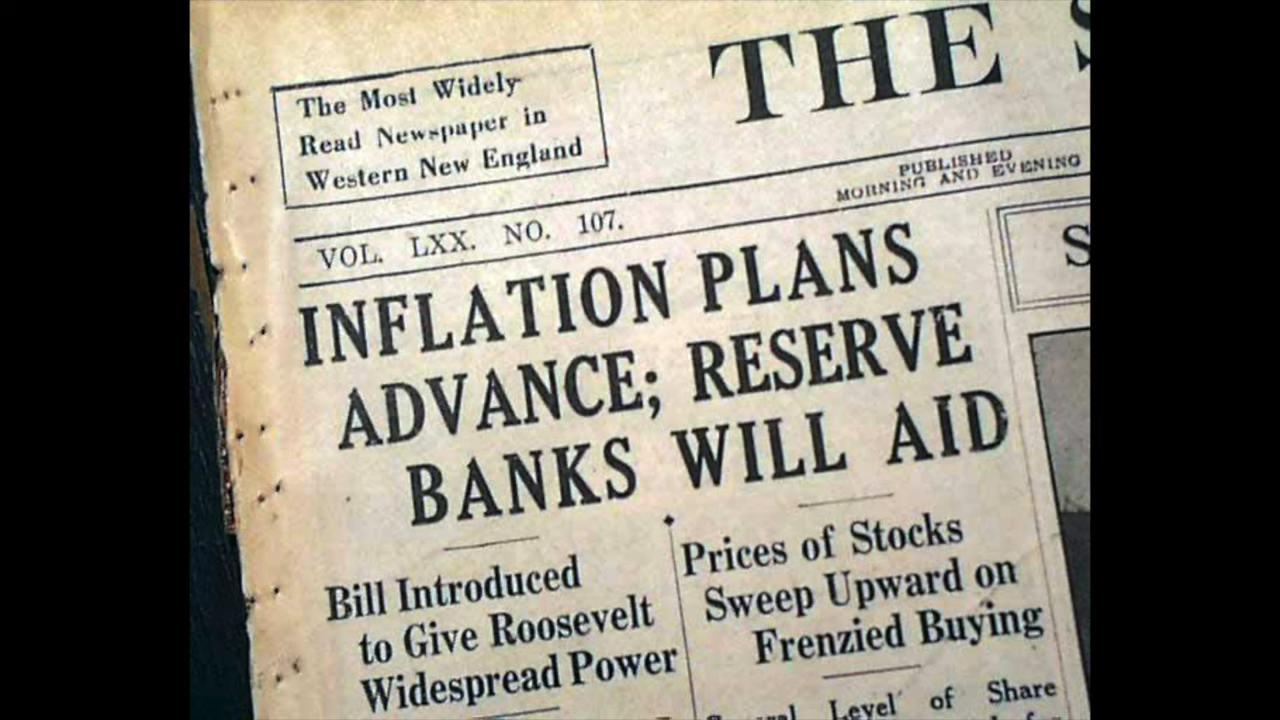 The Most Widely
Read Newspaper in
Western New England
THE
PUBLISHED
MORNING AND EVENING
VOL. LXX. NO. 107.
INFLATION PLANS
ADVANCE; RESERVE
BANKS WILL AID
Bill Introduced
to Give Roosevelt
Widespread Power
Prices of Stocks
Sweep Upward on
Frenzied Buying
Level of Share